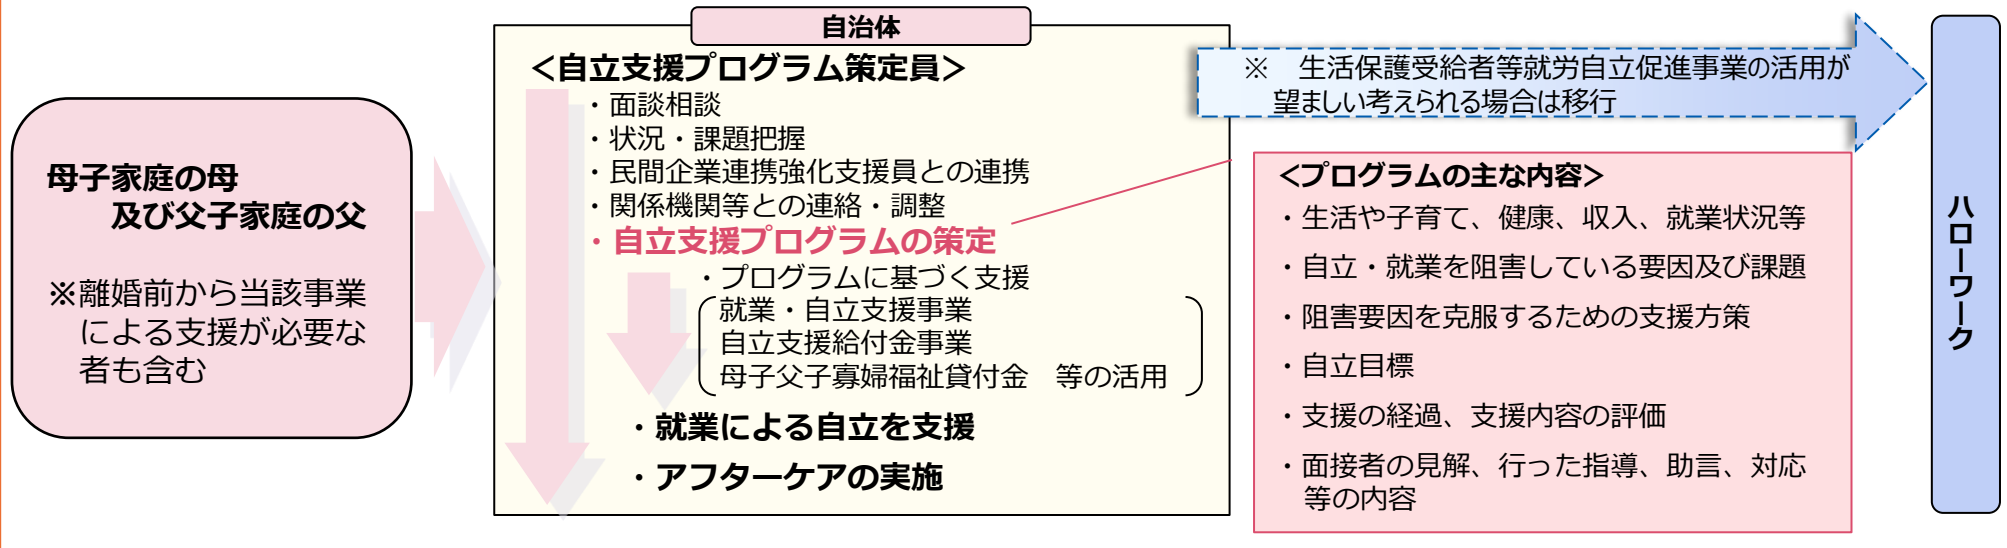 母子家庭の母
及び父子家庭の父
※離婚前から当該事業
による支援が必要な
者も含む
自治体
＜自立支援プログラム策定員＞
・面談相談
・状況・課題把握
・民間企業連携強化支援員との連携
・関係機関等との連絡・調整
・自立支援プログラムの策定
・プログラムに基づく支援
就業・自立支援事業
自立支援給付金事業
母子父子寡婦福祉貸付金　等の活用
・就業による自立を支援
・アフターケアの実施
※　生活保護受給者等就労自立促進事業の活用が
望ましい考えられる場合は移行
＜プログラムの主な内容＞
・生活や子育て、健康、収入、就業状況等
・自立・就業を阻害している要因及び課題
・阻害要因を克服するための支援方策
・自立目標
・支援の経過、支援内容の評価
・面接者の見解、行った指導、助言、対応
等の内容
ハローワーク